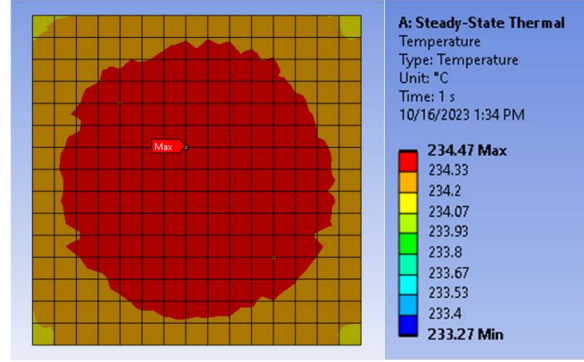 A: Steady-State Thermal
Temperature
Type: Temperature
Unit: °C
Time: 1 s
10/16/2023 1:34 PM
234.47 Max
234.33
234.2
234.07
233.93
233.8
233.67
233.53
233.4
233.27 Min
Max